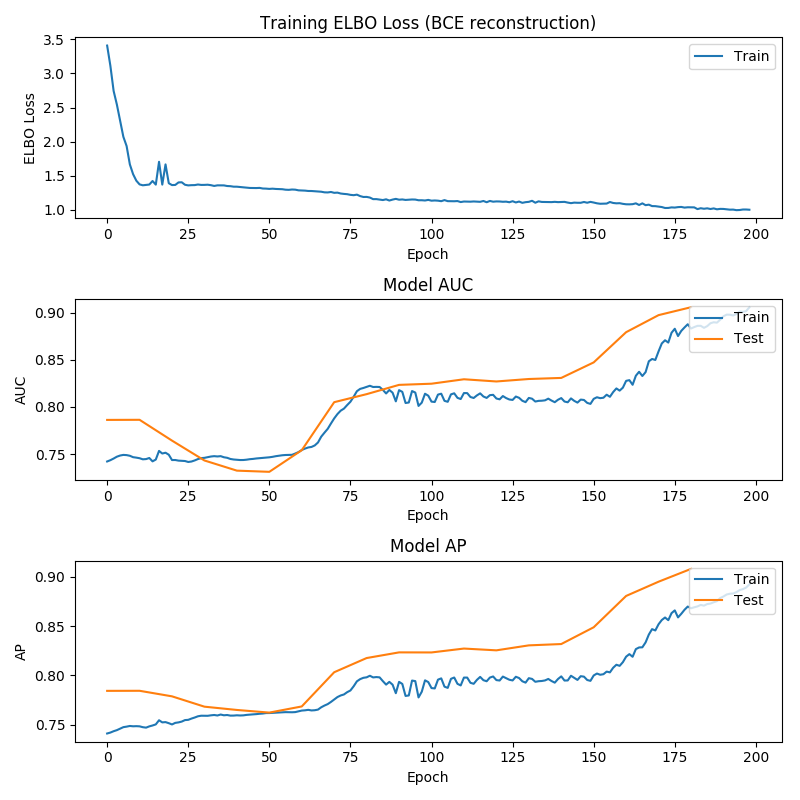 Training ELBO Loss (BCE reconstruction)
3.5
3.0
2.5
2.0
1.5
1.0
ELBO Loss
Train
0 25 50 75 100 125 150 175 200
Epoch
Model AUC
0.90
0.85
0.80
0.75
AUC
Train
Test
0 25 50 75 100 125 150 175 200
Epoch
Model AP
0.90
0.85
0.80
0.75
AP
Train
Test
0 25 50 75 100 125 150 175 200
Epoch